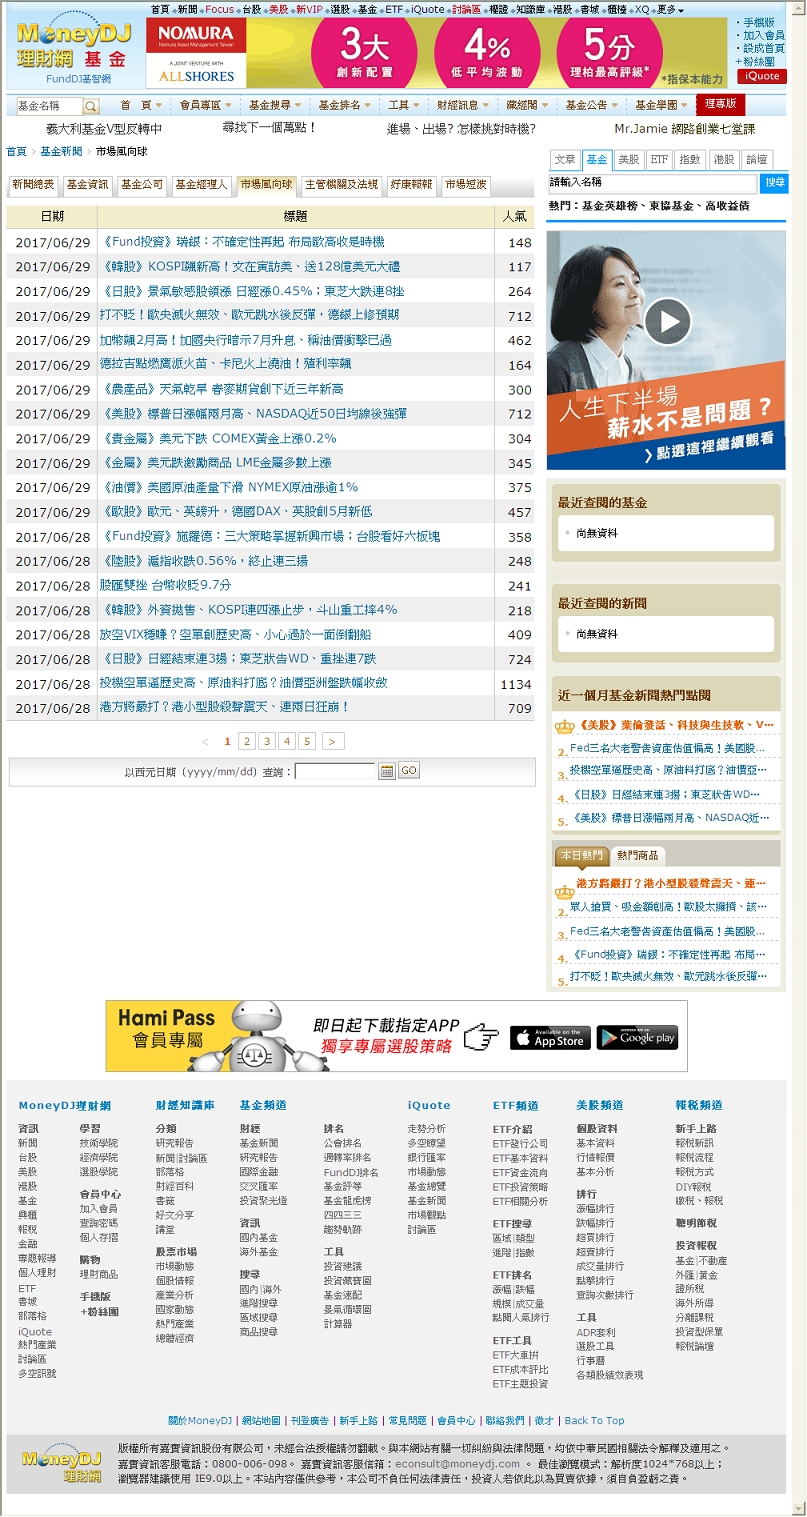 首頁 新聞 Focus 台股 美股 新VIP 選股 基金 ETF iQuote 討論區 權證 知識庫 港股 書城 櫃檯 XQ 更多
MoneyDJ
理財網 基金
FundDJ基智網
NOMURA
Nomura Asset Management Taiwan
A JOINT VENTURE WITH
ALLSHORES
3大
創新配置
4%
低平均波動
5分
理柏最高評級*
*指保本能力
手機版
加入會員
設成首頁
+粉絲團
iQuote
基金名稱
首 頁 會員專區 基金搜尋 基金排名 工具 財經訊息 藏經閣 基金公告 基金學園 理專版
義大利基金V型反轉中 尋找下一個萬點！ 進場、出場? 怎樣挑對時機? Mr.Jamie 網路創業七堂課
首頁 > 基金新聞 > 市場風向球
文章 基金 美股 ETF 指數 港股 論壇
請輸入名稱 搜尋
熱門：基金英雄榜、東協基金、高收益債
新聞總表 基金資訊 基金公司 基金經理人 市場風向球 主管機關及法規 好康報報 市場短波
日期 標題 人氣
2017/06/29 《Fund投資》瑞銀：不確定性再起 布局歐高收是時機 148
2017/06/29 《韓股》KOSPI飆新高！文在寅訪美、送128億美元大禮 117
2017/06/29 《日股》景氣敏感股領漲 日經漲0.45%；東芝大跌連8挫 264
2017/06/29 打不貶！歐央滅火無效、歐元跳水後反彈，德銀上修預期 712
2017/06/29 加幣飆2月高！加國央行暗示7月升息、稱油價衝擊已過 462
2017/06/29 德拉吉點燃鷹派火苗、卡尼火上澆油！殖利率飆 164
2017/06/29 《農產品》天氣乾旱 春麥期貨創下近三年新高 300
2017/06/29 《美股》標普日漲幅兩月高、NASDAQ近50日均線後強彈 712
2017/06/29 《貴金屬》美元下跌 COMEX黃金上漲0.2% 304
2017/06/29 《金屬》美元跌激勵商品 LME金屬多數上漲 345
2017/06/29 《油價》美國原油產量下滑 NYMEX原油漲逾1% 375
2017/06/29 《歐股》歐元、英鎊升，德國DAX、英股創5月新低 457
2017/06/28 《Fund投資》施羅德：三大策略掌握新興市場；台股看好六板塊 358
2017/06/28 《陸股》滬指收跌0.56%，終止連三揚 248
2017/06/28 股匯雙挫 台幣收貶9.7分 241
2017/06/28 《韓股》外資拋售、KOSPI連四漲止步，斗山重工摔4% 218
2017/06/28 放空VIX穩賺？空單創歷史高、小心過於一面倒翻船 409
2017/06/28 《日股》日經結束連3揚；東芝狀告WD、重挫連7跌 724
2017/06/28 投機空單逼歷史高、原油料打底？油價亞洲盤跌幅收斂 1134
2017/06/28 港方將嚴打？港小型股殺聲震天、連兩日狂崩！ 709
< 1 2 3 4 5 >
以西元日期（yyyy/mm/dd）查詢： GO
人生下半場
薪水不是問題？
點選這裡繼續觀看
最近查閱的基金
尚無資料
最近查閱的新聞
尚無資料
近一個月基金新聞熱門點閱
《美股》葉倫發話、科技與生技軟、V…
2. Fed三名大老警告資產估值偏高！美國股…
3. 投機空單逼歷史高、原油料打底？油價亞…
4. 《日股》日經結束連3揚；東芝狀告WD…
5. 《美股》標普日漲幅兩月高、NASDAQ近…
本日熱門 熱門商品
港方將嚴打？港小型股殺聲震天、連…
2. 眾人搶買、吸金額創高！歐股太擁擠、該…
3. Fed三名大老警告資產估值偏高！美國股…
4. 《Fund投資》瑞銀：不確定性再起 布局…
5. 打不貶！歐央滅火無效、歐元跳水後反彈…
Hami Pass
會員專屬
即日起下載指定APP
獨享專屬選股策略
Available on the
App Store
Google play
MoneyDJ理財網
資訊
新聞
台股
美股
港股
基金
興櫃
報稅
金融
專題報導
個人理財
ETF
書城
部落格
iQuote
熱門產業
討論區
多空訊號
學習
技術學院
經濟學院
選股學院
會員中心
加入會員
查詢密碼
個人存摺
購物
理財商品
手機版
+粉絲團
財經知識庫
分類
研究報告
新聞|討論區
部落格
財經百科
書籤
好文分享
講堂
股票市場
市場動態
個股情報
產業分析
國家動態
熱門產業
總體經濟
基金頻道
財經
基金新聞
研究報告
國際金融
交叉匯率
投資聚光燈
資訊
國內基金
海外基金
搜尋
國內|海外
進階搜尋
區域搜尋
商品搜尋
排名
公會排名
週轉率排名
FundDJ排名
基金評等
基金龍虎榜
四四三三
趨勢軌跡
工具
投資建議
投資藏寶圖
基金速配
景氣循環圖
計算器
iQuote
走勢分析
多空瞭望
銀行匯率
市場動態
基金總覽
基金新聞
市場觀點
討論區
ETF頻道
ETF介紹
ETF發行公司
ETF基本資料
ETF資金流向
ETF投資策略
ETF相關分析
ETF搜尋
區域|類型
進階|指數
ETF排名
漲幅|跌幅
規模|成交量
點閱人氣排行
ETF工具
ETF大車拚
ETF成本評比
ETF主題投資
美股頻道
個股資料
基本資料
行情報價
基本分析
排行
漲幅排行
跌幅排行
超買排行
超賣排行
成交量排行
點擊排行
查詢次數排行
工具
ADR套利
選股工具
行事曆
各類股績效表現
報稅頻道
新手上路
報稅新訊
報稅流程
報稅方式
DIY報稅
繳稅、報稅
聰明節稅
投資報稅
基金|不動產
外匯|黃金
證所稅
海外所得
分離課稅
投資型保單
報稅論壇
關於MoneyDJ | 網站地圖 | 刊登廣告 | 新手上路 | 常見問題 | 會員中心 | 聯絡我們 | 徵才 | Back To Top
MoneyDJ
理財網
版權所有嘉實資訊股份有限公司，未經合法授權請勿翻載。與本網站有關一切糾紛與法律問題，均依中華民國相關法令解釋及適用之。
嘉實資訊客服電話：0800-006-098。 嘉實資訊客服信箱：econsult@moneydj.com 。 最佳瀏覽模式：解析度1024*768以上；
瀏覽器建議使用 IE9.0以上。本站內容僅供參考，本公司不負任何法律責任，投資人若依此以為買賣依據，須自負盈虧之責。